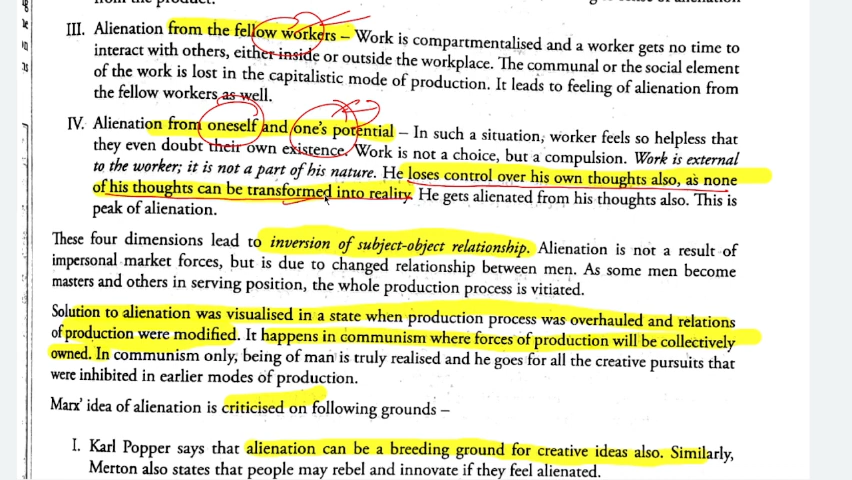 III. Alienation from the fellow workers – Work is compartmentalised and a worker gets no time to
interact with others, either inside or outside the workplace. The communal or the social element
of the work is lost in the capitalistic mode of production. It leads to feeling of alienation from
the fellow workers as well.
IV. Alienation from oneself and one's potential – In such a situation, worker feels so helpless that
they even doubt their own existence. Work is not a choice, but a compulsion. Work is external
to the worker; it is not a part of his nature. He loses control over his own thoughts also, as none
of his thoughts can be transformed into reality. He gets alienated from his thoughts also. This is
peak of alienation.
These four dimensions lead to inversion of subject-object relationship. Alienation is not a result of
impersonal market forces, but is due to changed relationship between men. As some men become
masters and others in serving position, the whole production process is vitiated.
Solution to alienation was visualised in a state when production process was overhauled and relations
of production were modified. It happens in communism where forces of production will be collectively
owned. In communism only, being of man is truly realised and he goes for all the creative pursuits that
were inhibited in earlier modes of production.
Marx' idea of alienation is criticised on following grounds –
I. Karl Popper says that alienation can be a breeding ground for creative ideas also. Similarly,
Merton also states that people may rebel and innovate if they feel alienated.